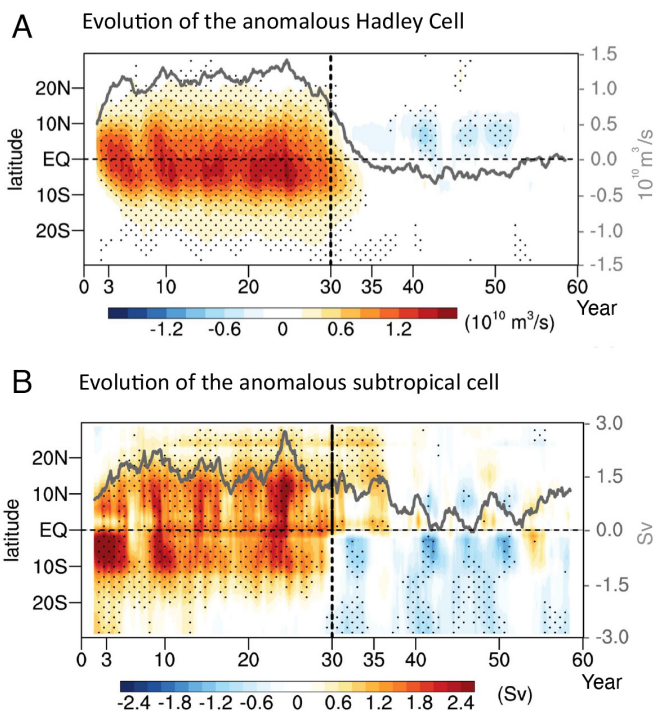 A Evolution of the anomalous Hadley Cell
1.5
20N 1.0
10N 0.5
EQ 0.0
10S -0.5
20S -1.0
-1.5
latitude
10¹⁰ m³/s
0 3 10 20 30 35 40 50 60
Year
-1.2 -0.6 0 0.6 1.2 (10¹⁰ m³/s)
B Evolution of the anomalous subtropical cell
3.0
20N
10N 1.5
EQ 0.0
10S
-1.5
20S
-3.0
latitude
Sv
0 3 10 20 30 35 40 50 60
Year
-2.4 -1.8 -1.2 -0.6 0 0.6 1.2 1.8 2.4 (Sv)